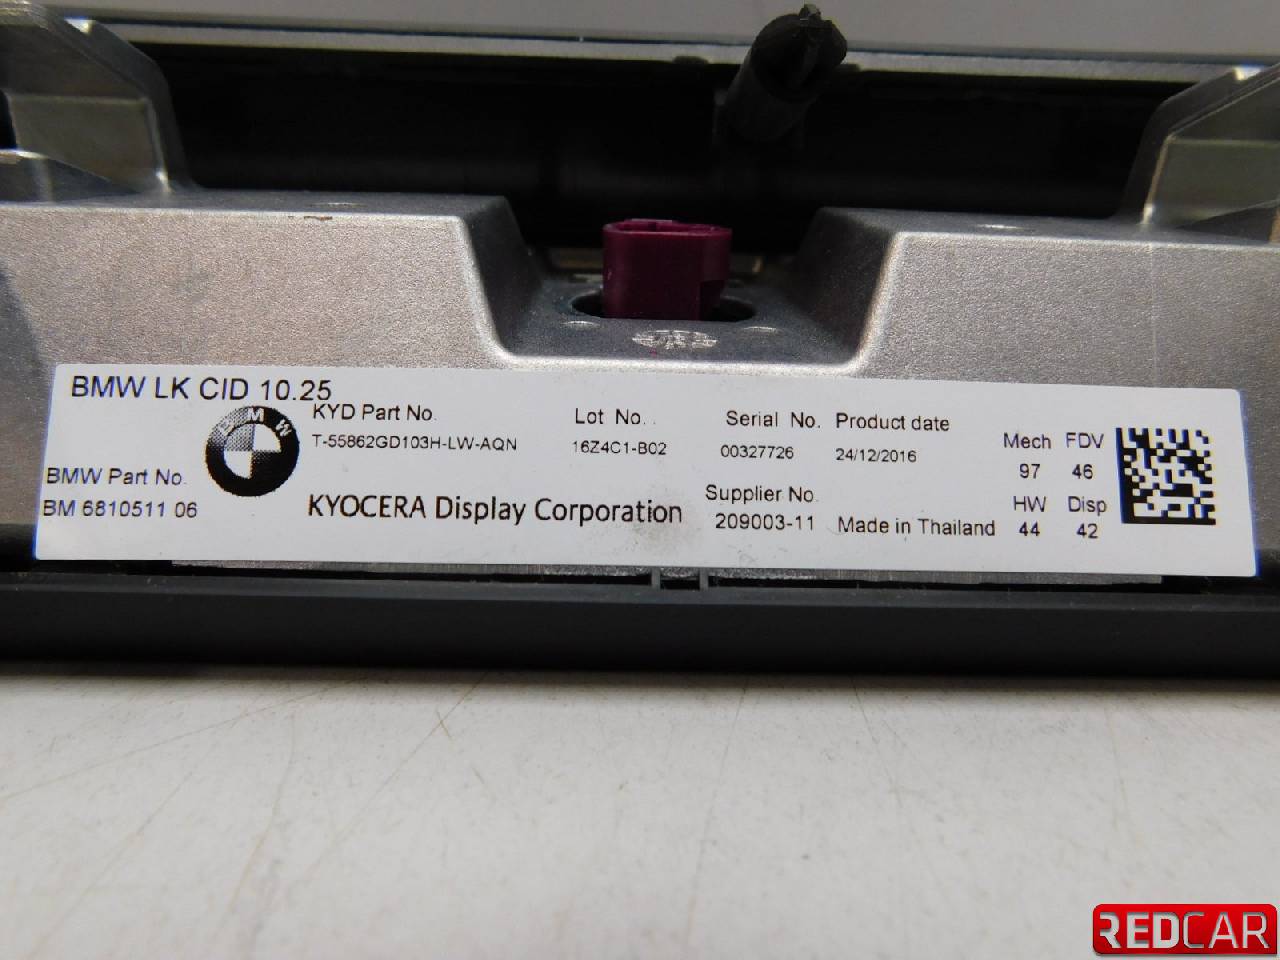 BMW LK CID 10.25
BMW
KYD Part No.
T-55862GD103H-LW-AQN
Lot No..
16Z4C1-B02
Serial No.
00327726
Product date
24/12/2016
Mech FDV
97 46
HW Disp
44 42
BMW Part No.
BM 6810511 06
KYOCERA Display Corporation
Supplier No.
209003-11
Made in Thailand
REDCAR